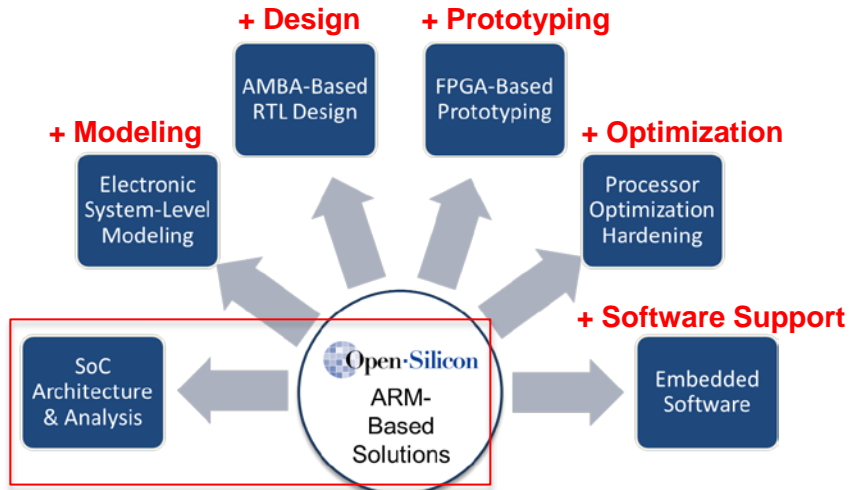 + Design
+ Prototyping
AMBA-Based
RTL Design
FPGA-Based
Prototyping
+ Modeling
+ Optimization
Electronic
System-Level
Modeling
Processor
Optimization
Hardening
+ Software Support
SoC
Architecture
& Analysis
Open·Silicon
ARM-
Based
Solutions
Embedded
Software